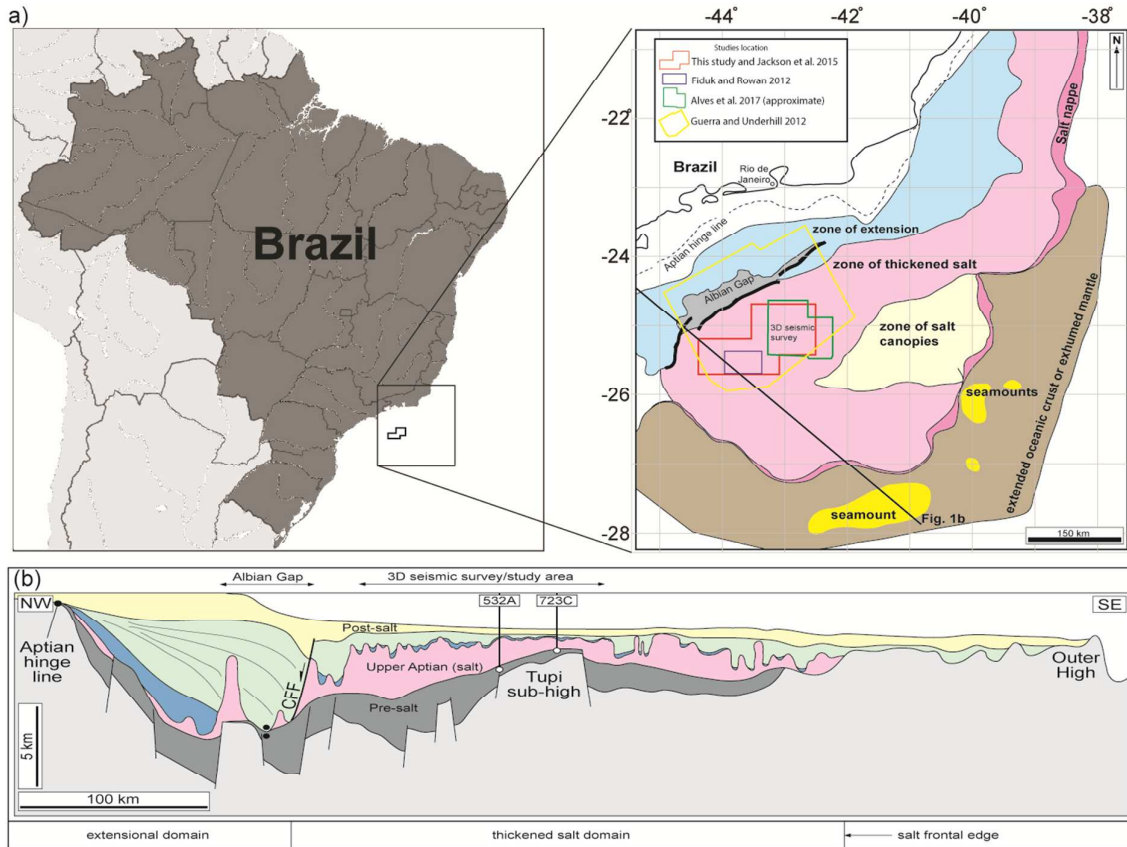 a)
Brazil
-44° -42° -40° -38°
-22
-23
-24
-25
-26
-27
-28
Studies location
This study and Jackson et al. 2015
Fiduk and Rowan 2012
Alves et al. 2017 (approximate)
Guerra and Underhill 2012
N
Salt nappe
Brazil
Rio de
Janeiro
Aptian hinge line
zone of extension
zone of thickened salt
Albian Gap
3D seismic
survey
zone of salt
canopies
seamounts
extended oceanic crust or exhumed mantle
seamount
Fig. 1b
150 km
(b)
Albian Gap
3D seismic survey/study area
NW
532A
723C
SE
Aptian
hinge
line
Post-salt
CFF
Upper Aptian (salt)
Tupi
sub-high
Pre-salt
Outer
High
5 km
100 km
extensional domain
thickened salt domain
salt frontal edge